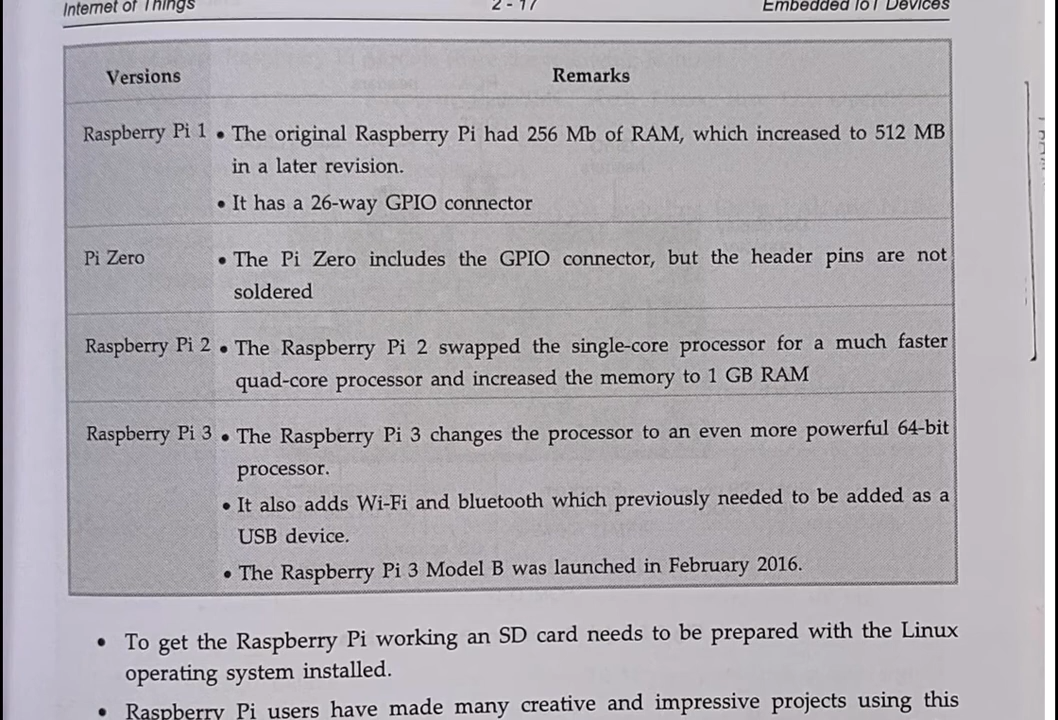 Internet of Things 2 - 17 Embedded IoT Devices
Versions Remarks
Raspberry Pi 1 • The original Raspberry Pi had 256 Mb of RAM, which increased to 512 MB
in a later revision.
• It has a 26-way GPIO connector
Pi Zero • The Pi Zero includes the GPIO connector, but the header pins are not
soldered
Raspberry Pi 2 • The Raspberry Pi 2 swapped the single-core processor for a much faster
quad-core processor and increased the memory to 1 GB RAM
Raspberry Pi 3 • The Raspberry Pi 3 changes the processor to an even more powerful 64-bit
processor.
• It also adds Wi-Fi and bluetooth which previously needed to be added as a
USB device.
• The Raspberry Pi 3 Model B was launched in February 2016.
• To get the Raspberry Pi working an SD card needs to be prepared with the Linux
operating system installed.
• Raspberry Pi users have made many creative and impressive projects using this